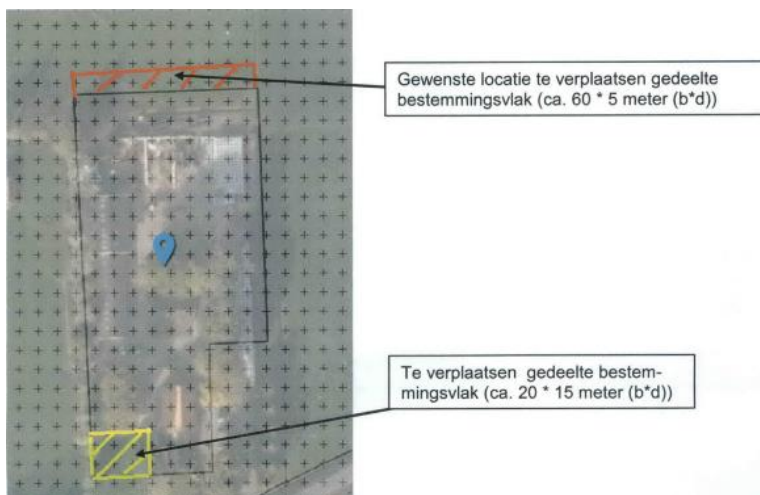 Gewenste locatie te verplaatsen gedeelte
bestemmingsvlak (ca. 60 * 5 meter (b*d))
Te verplaatsen gedeelte bestem-
mingsvlak (ca. 20 * 15 meter (b*d))